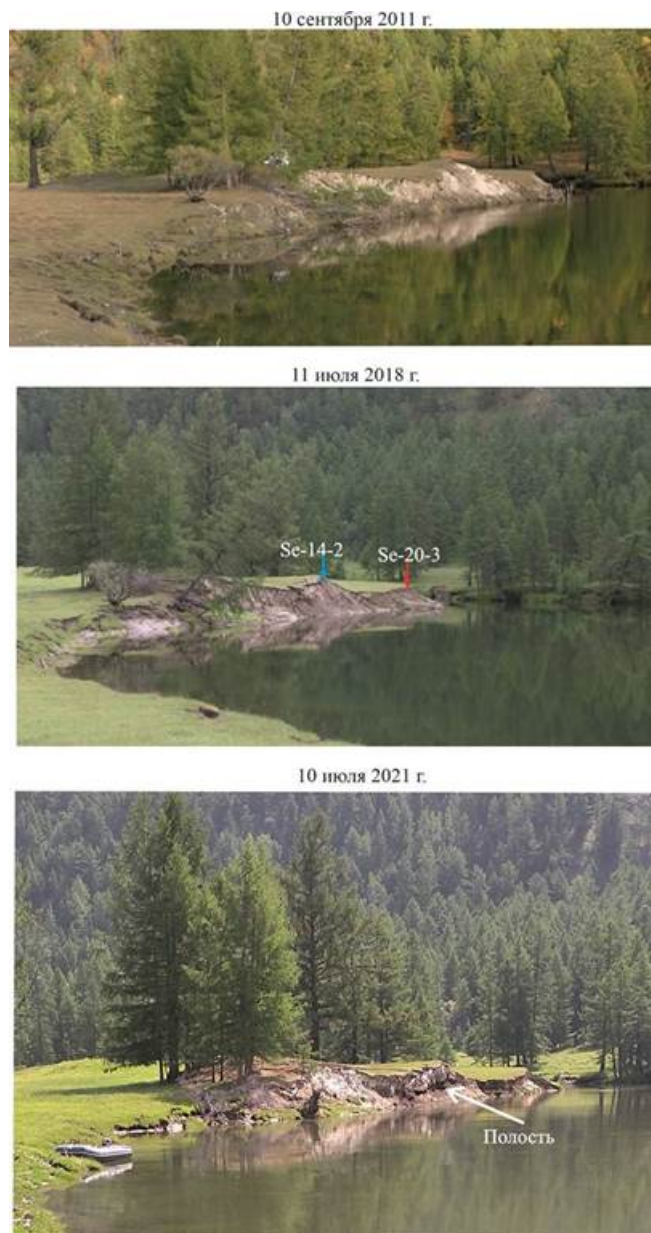 10 сентября 2011 г.
11 июля 2018 г.
Se-14-2 Se-20-3
10 июля 2021 г.
Полость